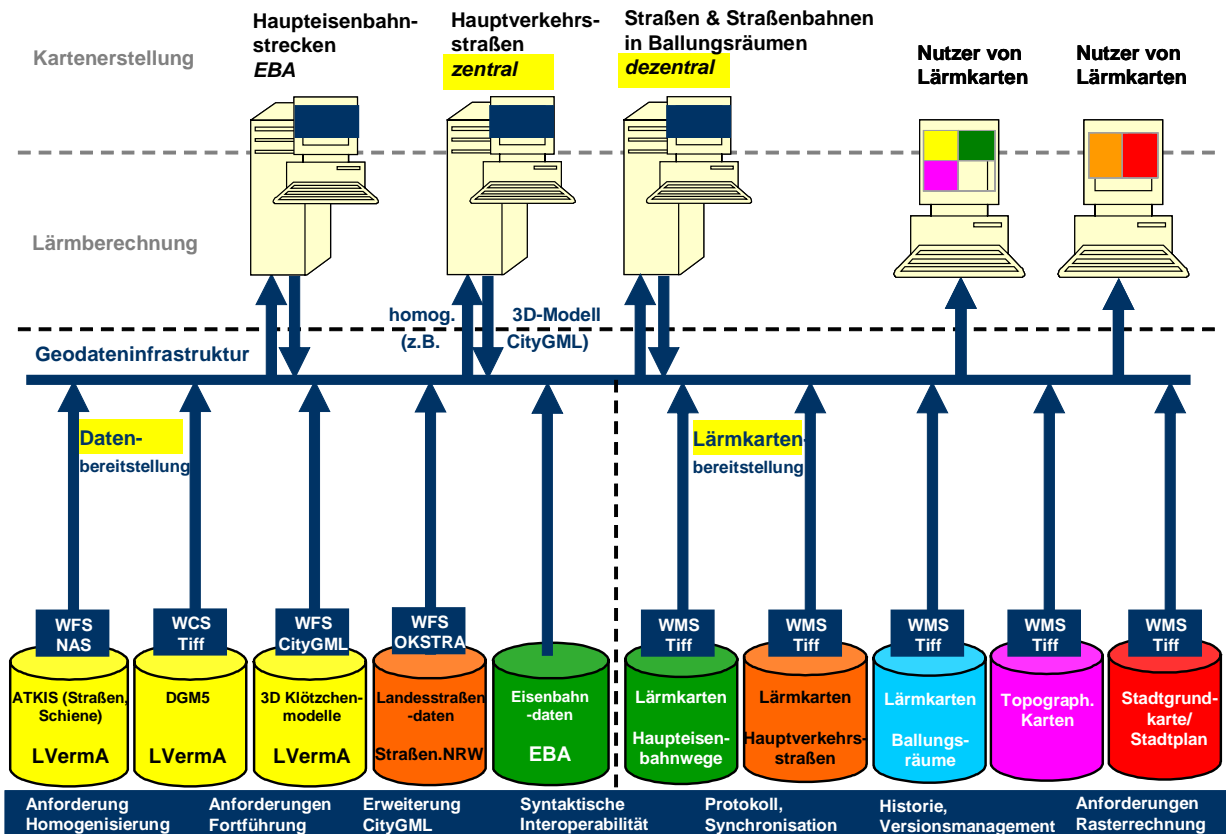 Haupteisenbahn-
strecken
EBA
Hauptverkehrs-
straßen
zentral
Straßen & Straßenbahnen
in Ballungsräumen
dezentral
Kartenerstellung
Nutzer von
Lärmkarten
Nutzer von
Lärmkarten
Lärmberechnung
homog.
(z.B.
3D-Modell
CityGML)
Geodateninfrastruktur
Daten-
bereitstellung
Lärmkarten-
bereitstellung
WFS
NAS
WCS
Tiff
WFS
CityGML
WFS
OKSTRA
WMS
Tiff
WMS
Tiff
WMS
Tiff
WMS
Tiff
WMS
Tiff
ATKIS (Straßen,
Schiene)
LVermA
DGM5
LVermA
3D Klötzchen-
modelle
LVermA
Landesstraßen
-daten
Straßen.NRW
Eisenbahn
-daten
EBA
Lärmkarten
Haupteisen-
bahnwege
Lärmkarten
Hauptverkehrs-
straßen
Lärmkarten
Ballungs-
räume
Topograph.
Karten
Stadtgrund-
karte/
Stadtplan
Anforderung
Homogenisierung
Anforderungen
Fortführung
Erweiterung
CityGML
Syntaktische
Interoperabilität
Protokoll,
Synchronisation
Historie,
Versionsmanagement
Anforderungen
Rasterrechnung